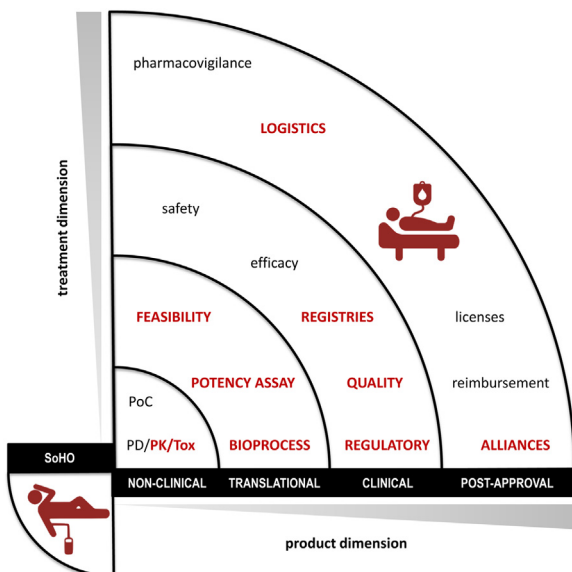 pharmacovigilance
LOGISTICS
treatment dimension
safety
efficacy
FEASIBILITY
REGISTRIES
licenses
POTENCY ASSAY
QUALITY
reimbursement
PoC
PD/PK/Tox
BIOPROCESS
REGULATORY
ALLIANCES
SoHO
NON-CLINICAL
TRANSLATIONAL
CLINICAL
POST-APPROVAL
product dimension